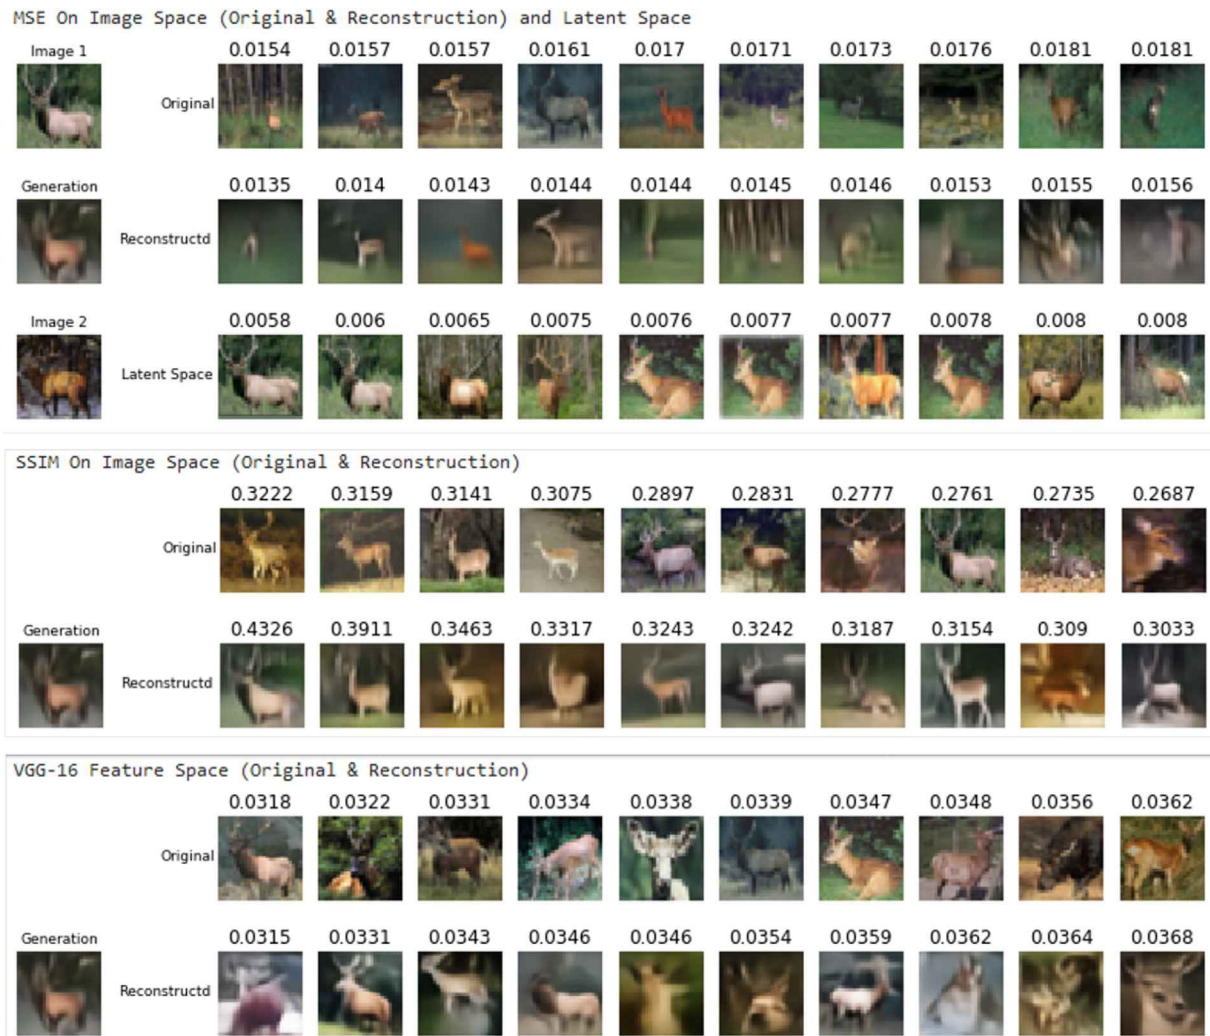 MSE On Image Space (Original & Reconstruction) and Latent Space
Image 1 0.0154 0.0157 0.0157 0.0161 0.017 0.0171 0.0173 0.0176 0.0181 0.0181
Original
Generation 0.0135 0.014 0.0143 0.0144 0.0144 0.0145 0.0146 0.0153 0.0155 0.0156
Reconstructd
Image 2 0.0058 0.006 0.0065 0.0075 0.0076 0.0077 0.0077 0.0078 0.008 0.008
Latent Space
SSIM On Image Space (Original & Reconstruction)
0.3222 0.3159 0.3141 0.3075 0.2897 0.2831 0.2777 0.2761 0.2735 0.2687
Original
Generation 0.4326 0.3911 0.3463 0.3317 0.3243 0.3242 0.3187 0.3154 0.309 0.3033
Reconstructd
VGG-16 Feature Space (Original & Reconstruction)
0.0318 0.0322 0.0331 0.0334 0.0338 0.0339 0.0347 0.0348 0.0356 0.0362
Original
Generation 0.0315 0.0331 0.0343 0.0346 0.0346 0.0354 0.0359 0.0362 0.0364 0.0368
Reconstructd